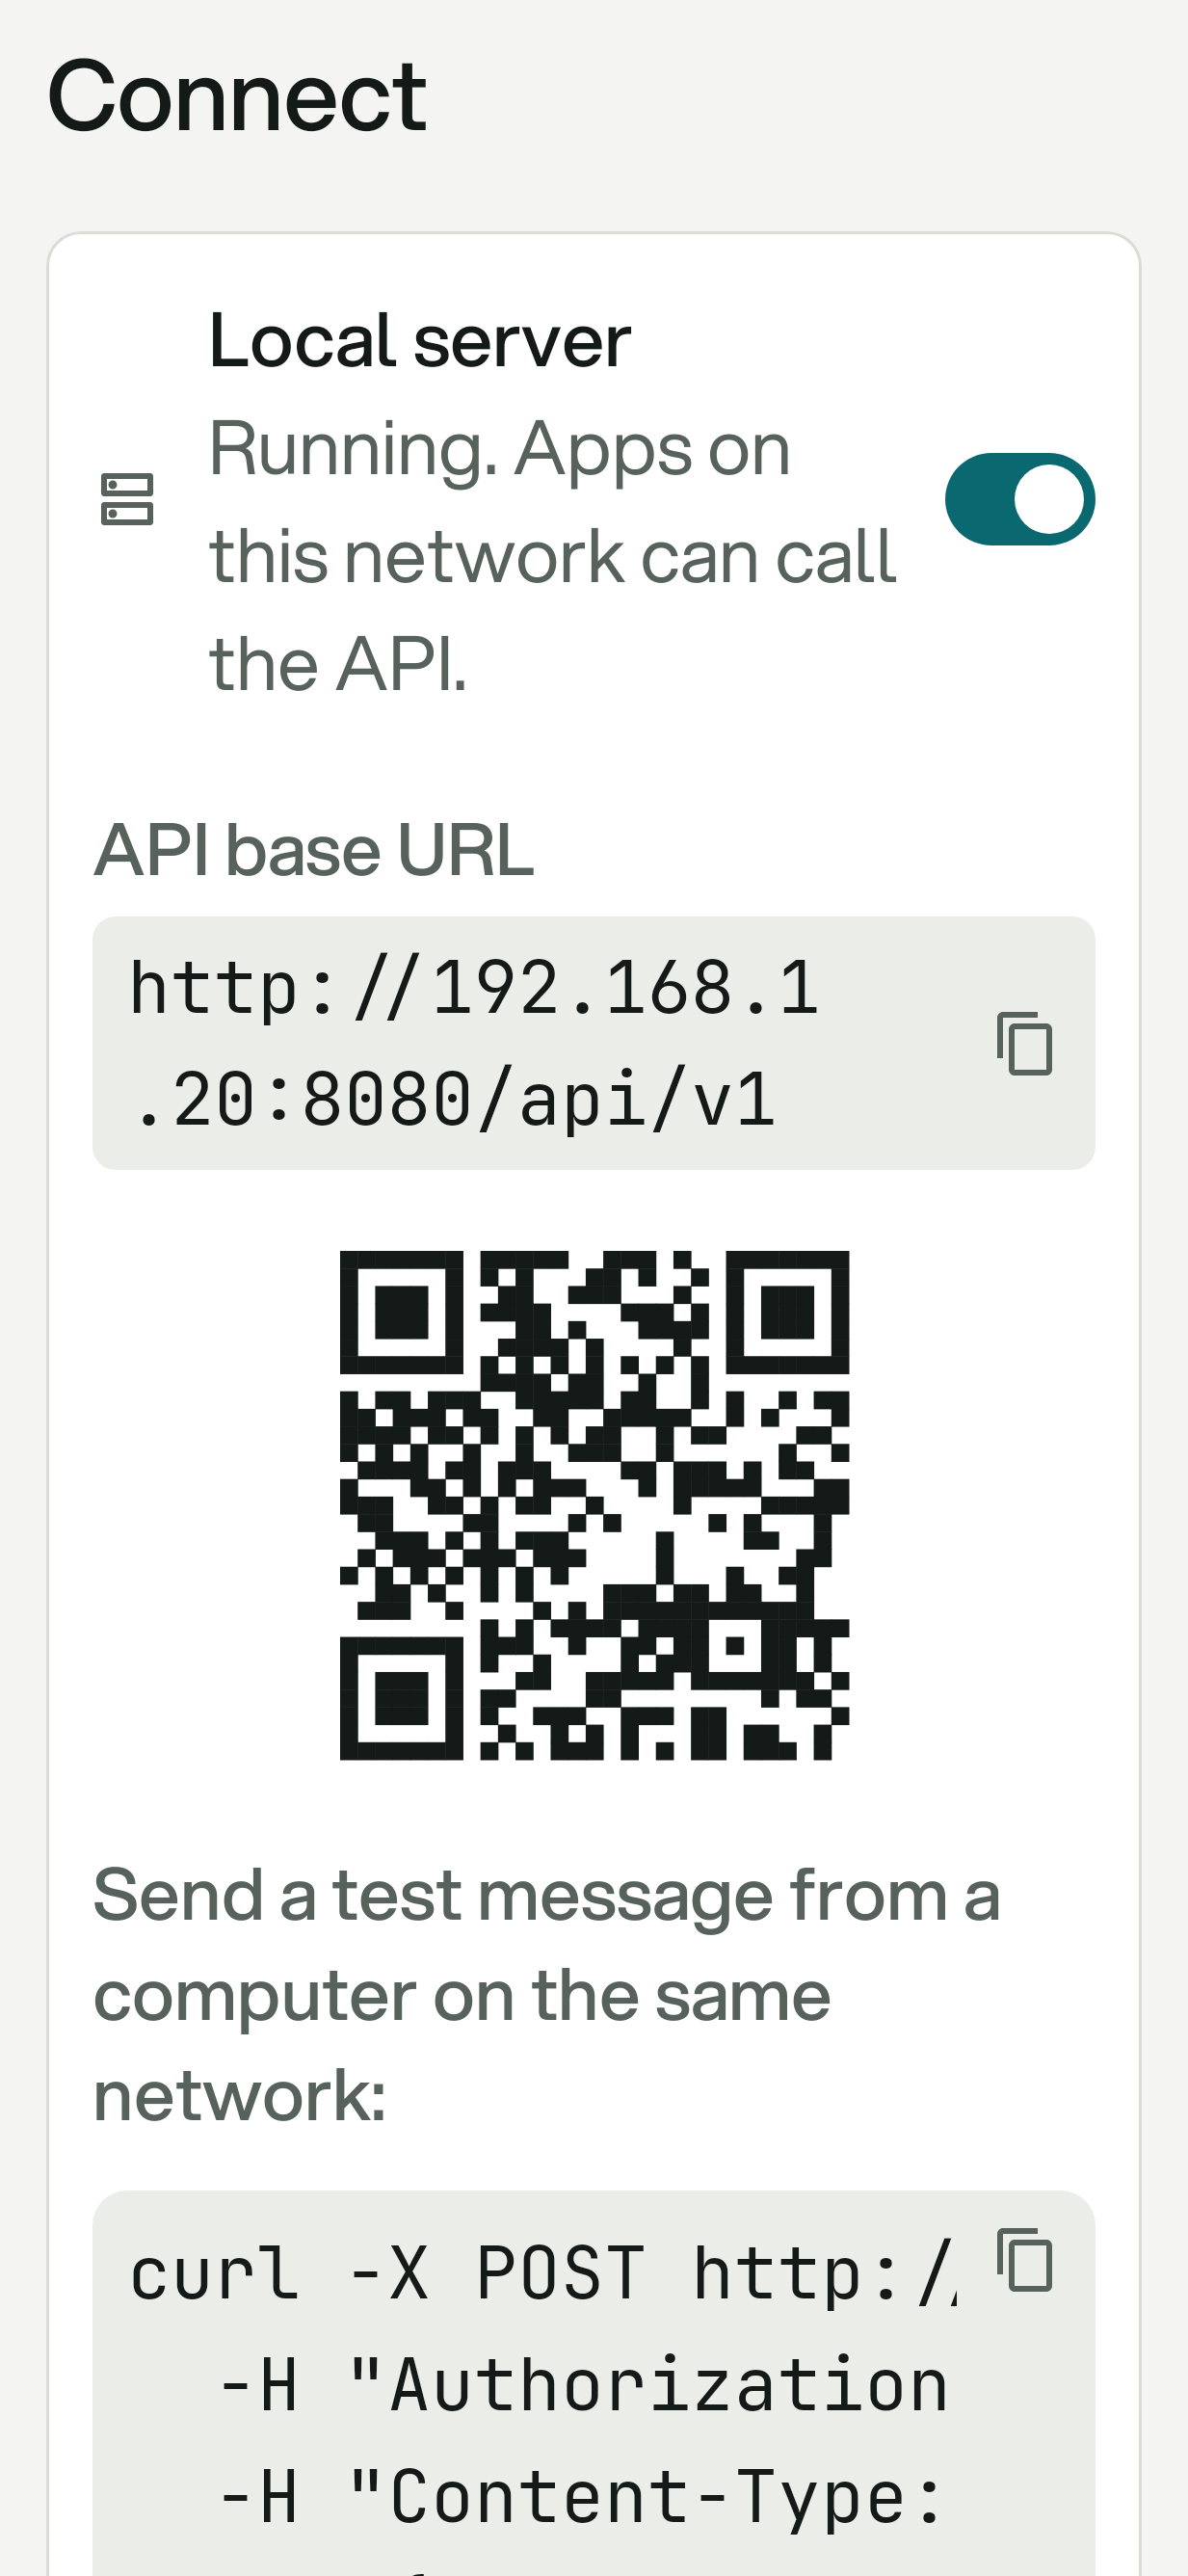 Connect
Local server
Running. Apps on
this network can call
the API.
API base URL
http://192.168.1
.20:8080/api/v1
Send a test message from a
computer on the same
network:
curl -X POST http://
-H "Authorization
-H "Content-Type: